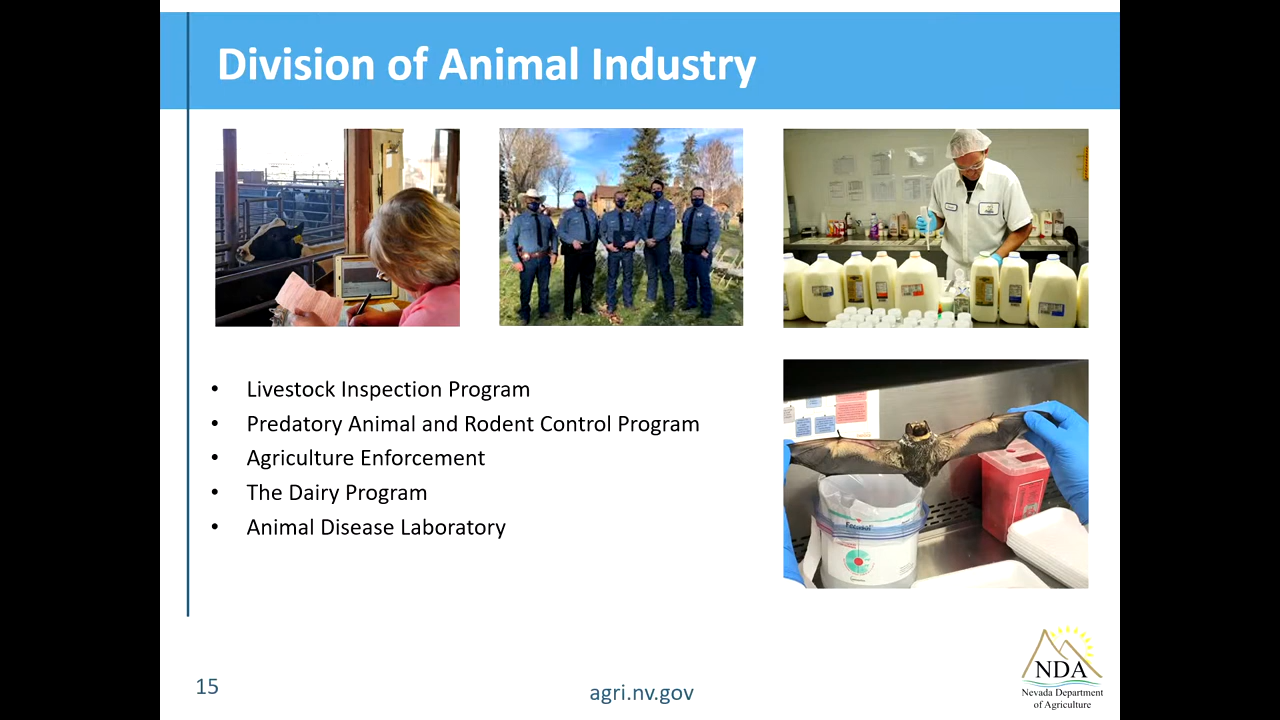 Division of Animal Industry
• Livestock Inspection Program
• Predatory Animal and Rodent Control Program
• Agriculture Enforcement
• The Dairy Program
• Animal Disease Laboratory
15
agri.nv.gov
NDA
Nevada Department
of Agriculture